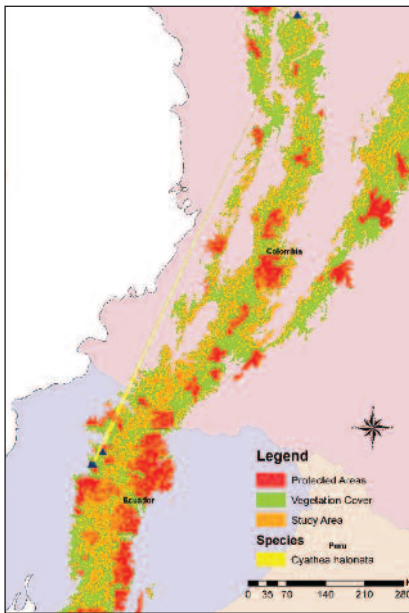 Colombia
Ecuador
Legend
Protected Areas
Vegetation Cover
Study Area
Species
Peru
Cyathea halonata
0 35 70 140 210 280